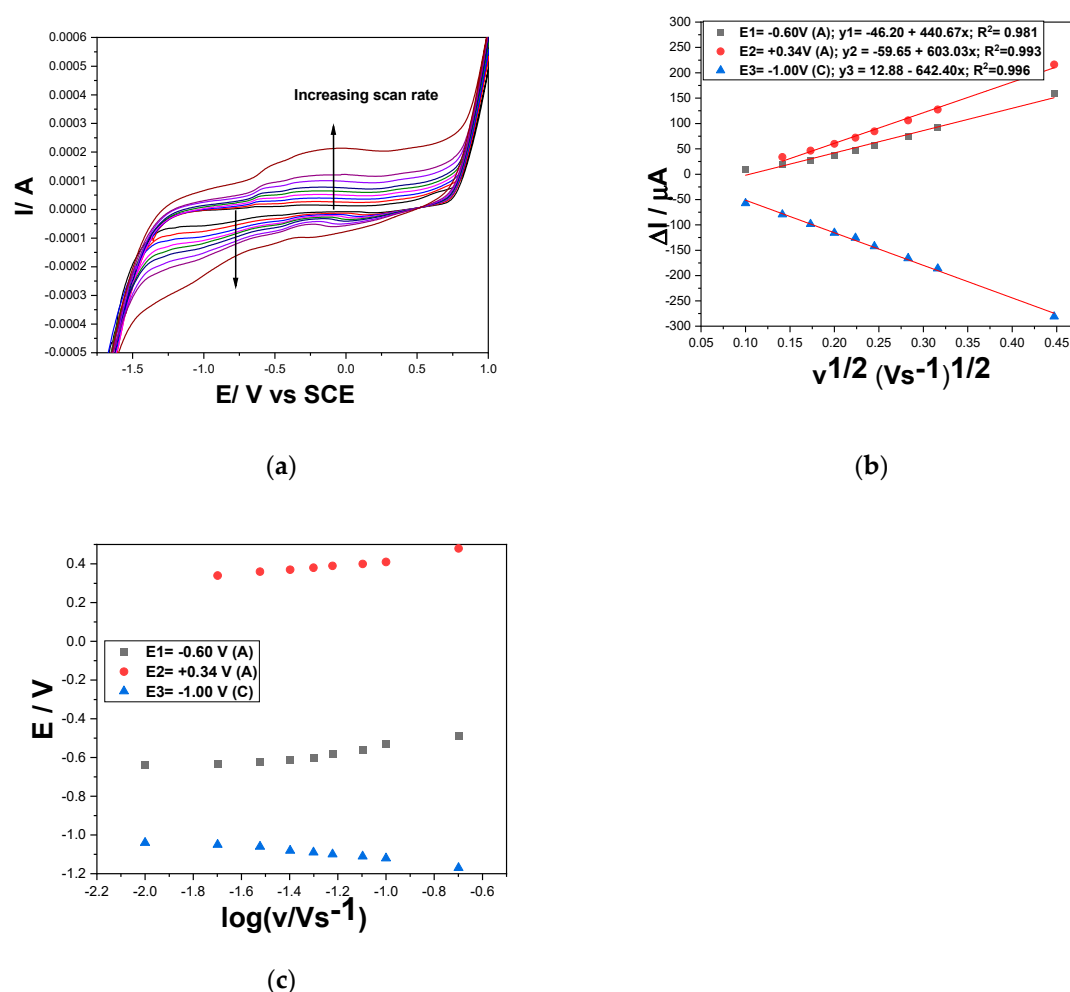 0.0006
0.0005
0.0004
0.0003
0.0002
0.0001
0.0000
-0.0001
-0.0002
-0.0003
-0.0004
-0.0005
I/ A
Increasing scan rate
-1.5 -1.0 -0.5 0.0 0.5 1.0
E/ V vs SCE
(a)
300
250
200
150
100
50
0
-50
-100
-150
-200
-250
-300
ΔI / μA
E1= -0.60V (A); y1= -46.20 + 440.67x; R2= 0.981
E2= +0.34V (A); y2 = -59.65 + 603.03x; R2=0.993
E3= -1.00V (C); y3 = 12.88 - 642.40x; R2=0.996
0.05 0.10 0.15 0.20 0.25 0.30 0.35 0.40 0.45
v1/2 (Vs-1)1/2
(b)
0.4
0.2
0.0
-0.2
-0.4
-0.6
-0.8
-1.0
-1.2
E / V
E1= -0.60 V (A)
E2= +0.34 V (A)
E3= -1.00 V (C)
-2.2 -2.0 -1.8 -1.6 -1.4 -1.2 -1.0 -0.8 -0.6
log(v/Vs-1)
(c)